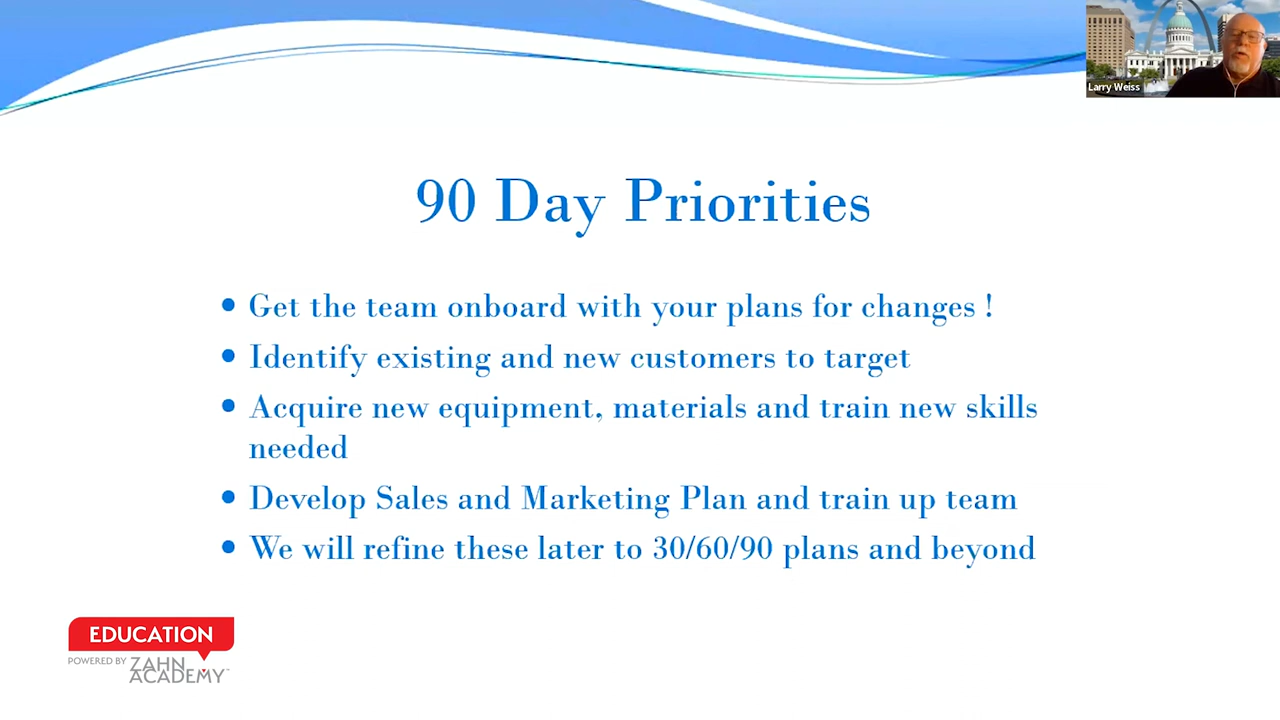 Larry Weiss
90 Day Priorities
• Get the team onboard with your plans for changes !
• Identify existing and new customers to target
• Acquire new equipment, materials and train new skills
needed
• Develop Sales and Marketing Plan and train up team
• We will refine these later to 30/60/90 plans and beyond
EDUCATION
POWERED BY ZAHN
ACADEMY